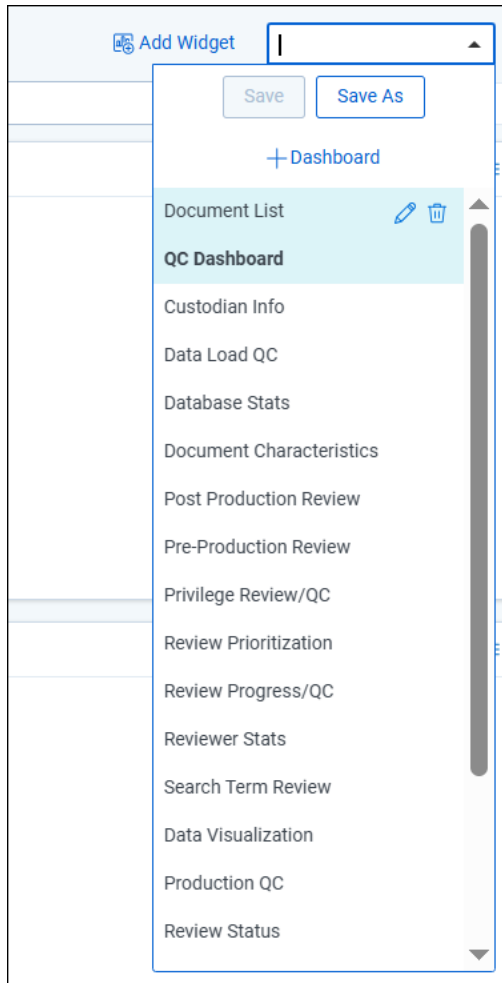 Add Widget
Save Save As
Dashboard
Document List
QC Dashboard
Custodian Info
Data Load QC
Database Stats
Document Characteristics
Post Production Review
Pre-Production Review
Privilege Review/QC
Review Prioritization
Review Progress/QC
Reviewer Stats
Search Term Review
Data Visualization
Production QC
Review Status